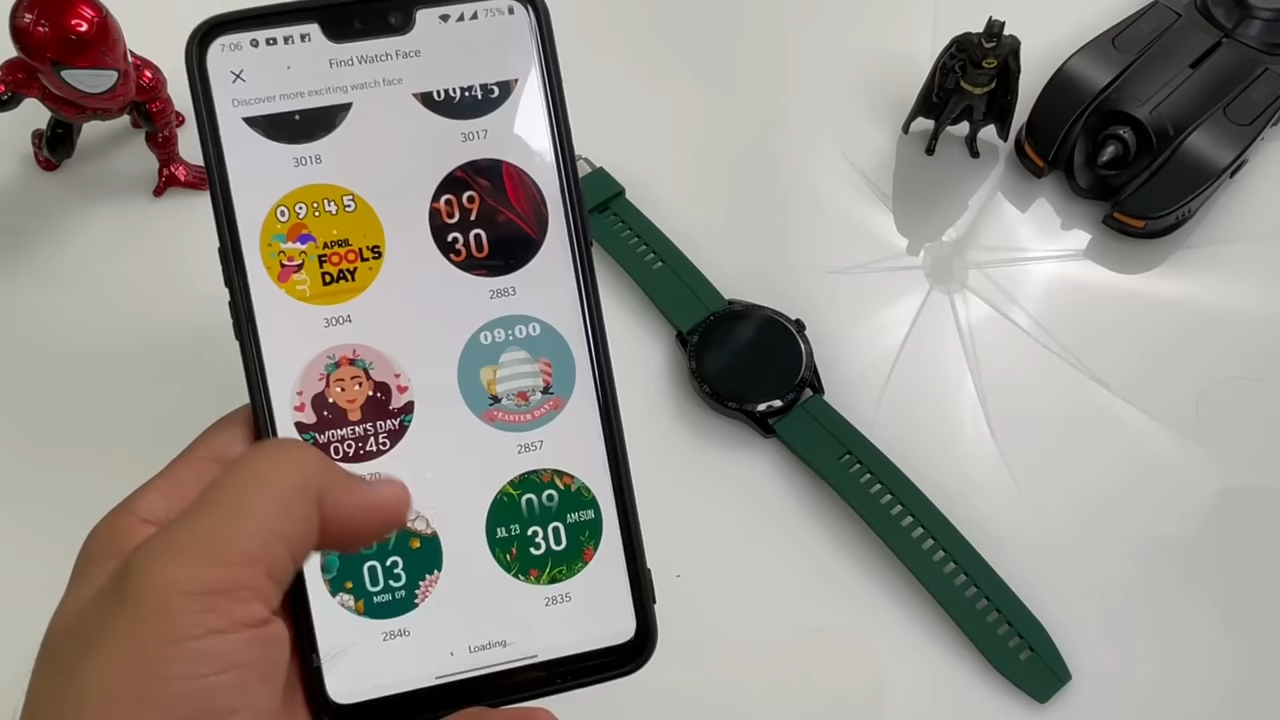 7:06
75%
Find Watch Face
Discover more exciting watch face
09:45
3018
3017
09:45
APRIL
FOOL'S
DAY
09
30
3004
2883
WOMEN'S DAY
09:45
09:00
EASTER DAY
2857
03
MON 09
09
JUL 23
AM SUN
30
2846
2835
Loading...